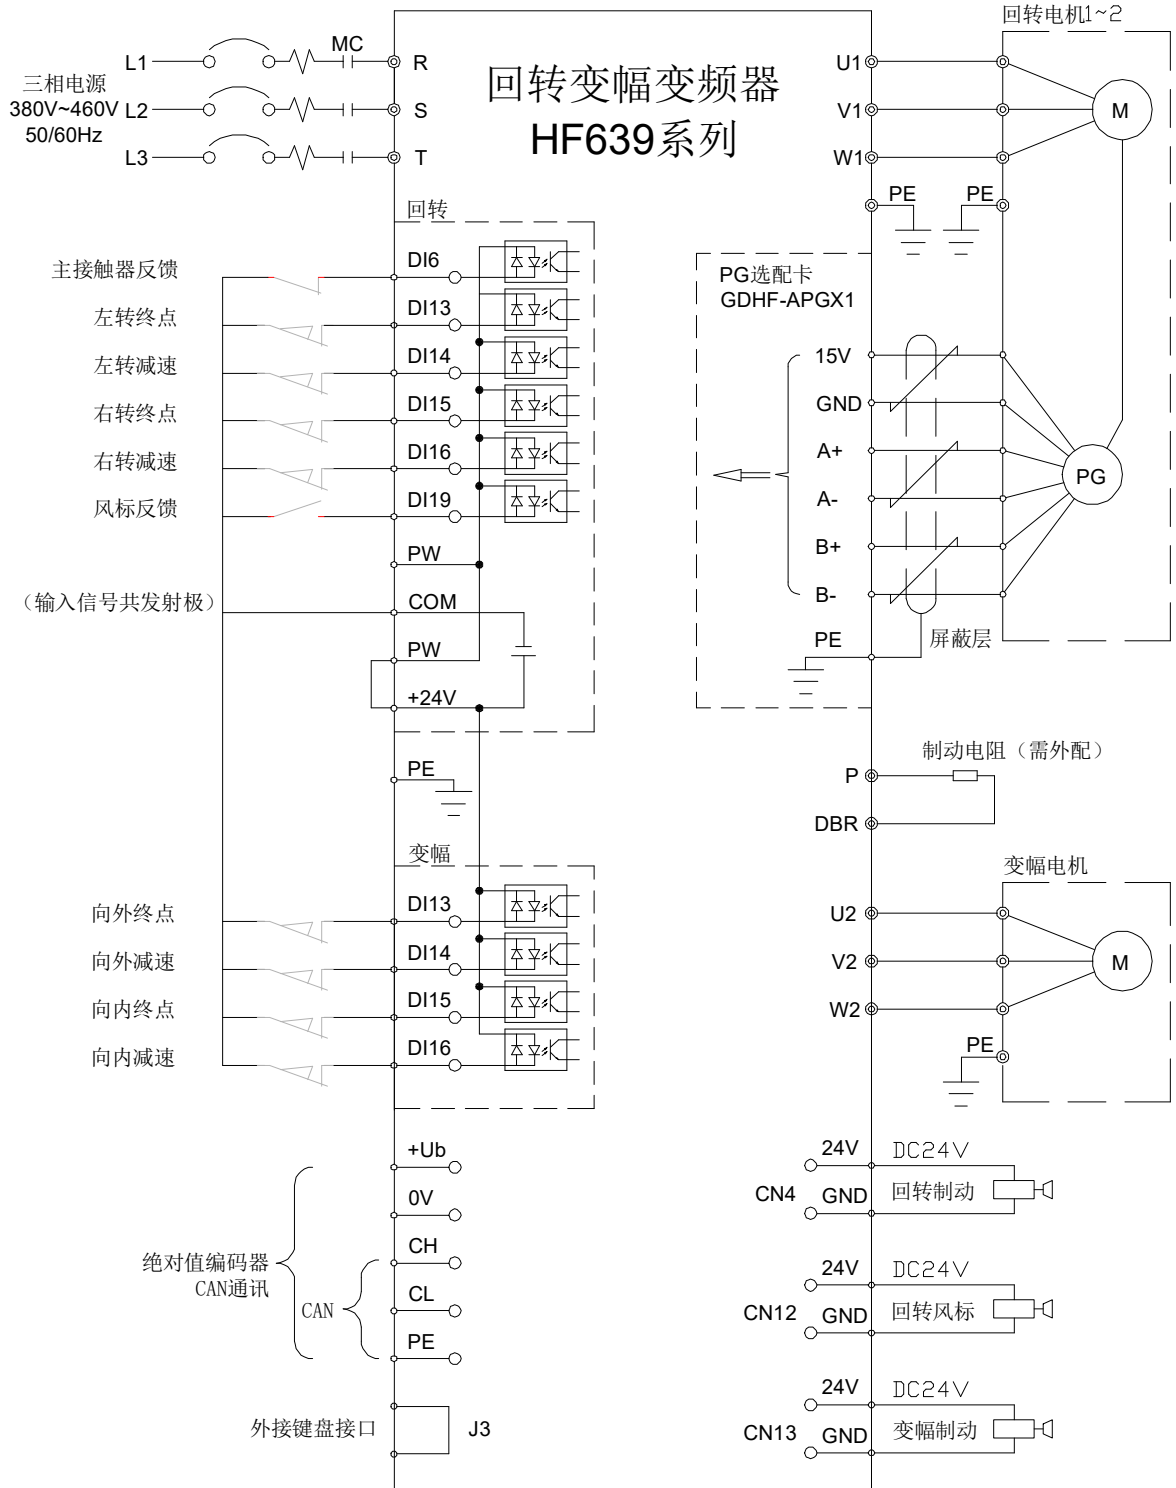 回转变幅变频器
HF639系列
三相电源
380V~460V
50/60Hz
L1
L2
L3
MC
R
S
T
回转
主接触器反馈
DI6
左转终点
DI13
左转减速
DI14
右转终点
DI15
右转减速
DI16
风标反馈
DI19
PW
（输入信号共发射极）
COM
PW
+24V
PE
变幅
向外终点
DI13
向外减速
DI14
向内终点
DI15
向内减速
DI16
+Ub
0V
CH
CL
PE
绝对值编码器
CAN通讯
CAN
外接键盘接口
J3
回转电机1~2
U1
V1
W1
M
PE
PE
PG选配卡
GDHF-APGX1
15V
GND
A+
A-
B+
B-
PG
PE
屏蔽层
制动电阻（需外配）
P
DBR
变幅电机
U2
V2
W2
M
PE
24V
DC24V
CN4
GND
回转制动
24V
DC24V
CN12
GND
回转风标
24V
DC24V
CN13
GND
变幅制动